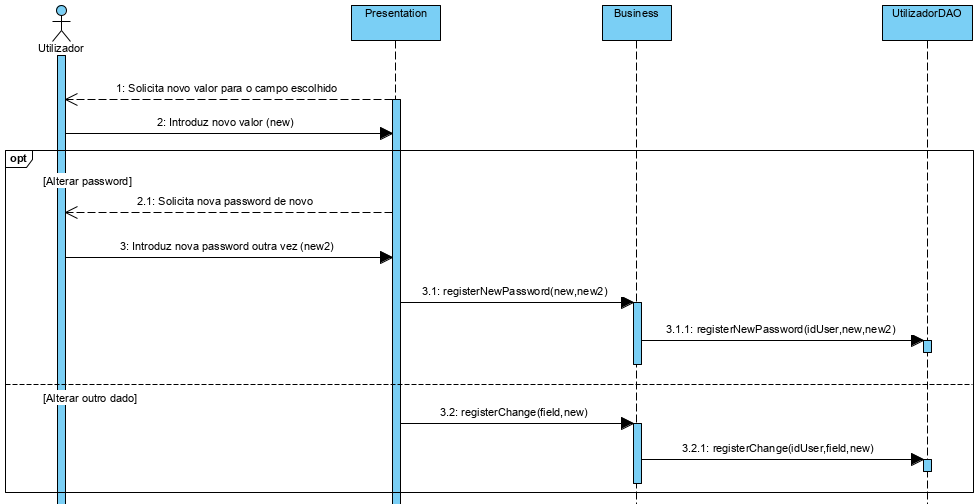 Utilizador
Presentation
Business
UtilizadorDAO
1: Solicita novo valor para o campo escolhido
2: Introduz novo valor (new)
opt
[Alterar password]
2.1: Solicita nova password de novo
3: Introduz nova password outra vez (new2)
3.1: registerNewPassword(new,new2)
3.1.1: registerNewPassword(idUser,new,new2)
[Alterar outro dado]
3.2: registerChange(field,new)
3.2.1: registerChange(idUser,field,new)